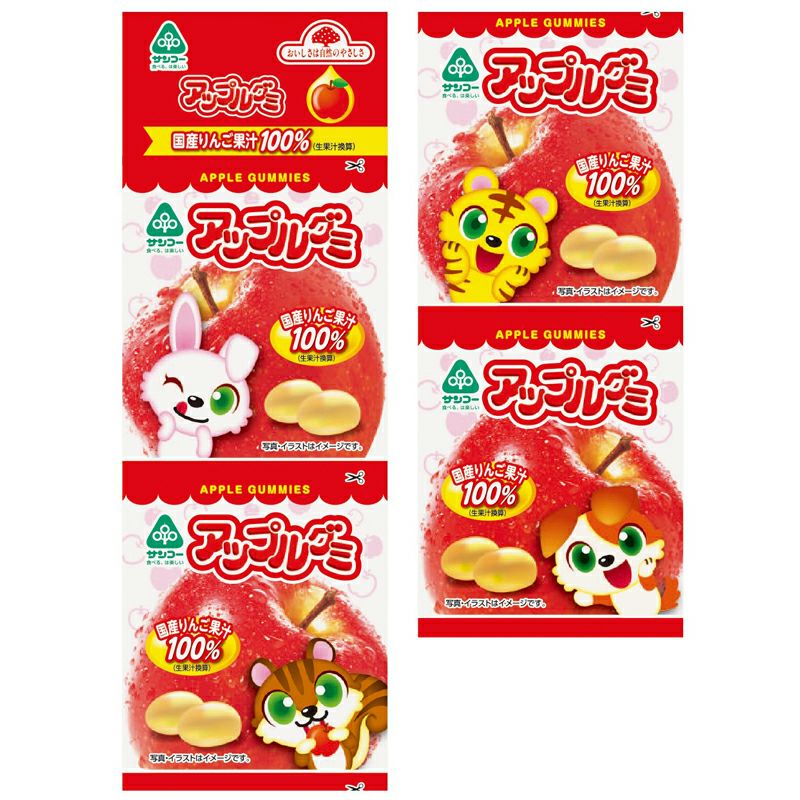 サンコー
食べる、は楽しい
おいしさは自然のやさしさ
アップルグミ
国産りんご果汁100%(生果汁換算)
APPLE GUMMIES
サンコー
食べる、は楽しい
アップルグミ
国産りんご果汁
100%
(生果汁換算)
写真・イラストはイメージです。
APPLE GUMMIES
サンコー
食べる、は楽しい
アップルグミ
国産りんご果汁
100%
(生果汁換算)
写真・イラストはイメージです。
APPLE GUMMIES
サンコー
食べる、は楽しい
アップルグミ
国産りんご果汁
100%
(生果汁換算)
写真・イラストはイメージです。
APPLE GUMMIES
サンコー
食べる、は楽しい
アップルグミ
国産りんご果汁
100%
(生果汁換算)
写真・イラストはイメージです。